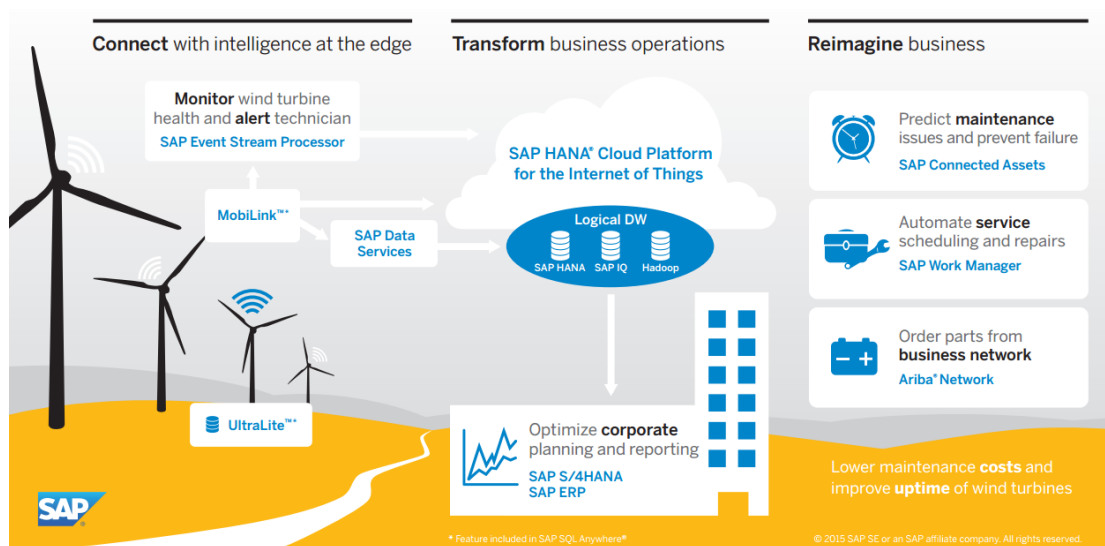 Connect with intelligence at the edge
Monitor wind turbine
health and alert technician
SAP Event Stream Processor
MobiLink™*
SAP Data
Services
UltraLite™*
SAP®
Transform business operations
SAP HANA® Cloud Platform
for the Internet of Things
Logical DW
SAP HANA
SAP IQ
Hadoop
Optimize corporate
planning and reporting
SAP S/4HANA
SAP ERP
* Feature included in SAP SQL Anywhere®
Reimagine business
Predict maintenance
issues and prevent failure
SAP Connected Assets
Automate service
scheduling and repairs
SAP Work Manager
Order parts from
business network
Ariba® Network
Lower maintenance costs and
improve uptime of wind turbines
© 2015 SAP SE or an SAP affiliate company. All rights reserved.